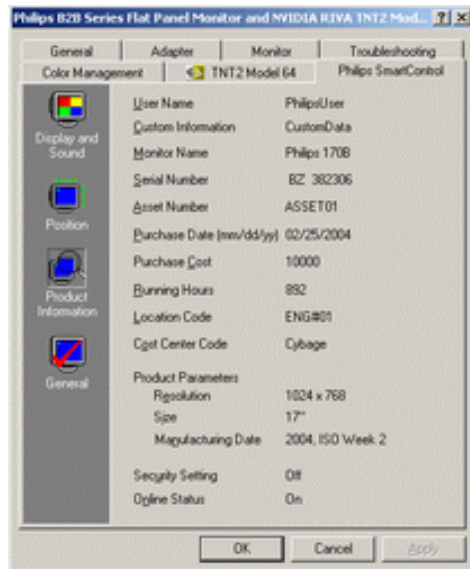 Philips B2B Series Flat Panel Monitor and NVIDIA RIVA TNT2 Mod...
General Adapter Monitor Troubleshooting
Color Management TNT2 Model 64 Philips SmartControl
Display and Sound
Position
Product Information
General
User Name PhilipsUser
Custom Information CustomData
Monitor Name Philips 170B
Serial Number BZ 382306
Asset Number ASSET01
Purchase Date (mm/dd/yy) 02/25/2004
Purchase Cost 10000
Running Hours 892
Location Code ENG#01
Cost Center Code Cybage
Product Parameters
Resolution 1024 x 768
Size 17"
Manufacturing Date 2004, ISO Week 2
Security Setting Off
Online Status On
OK Cancel Apply